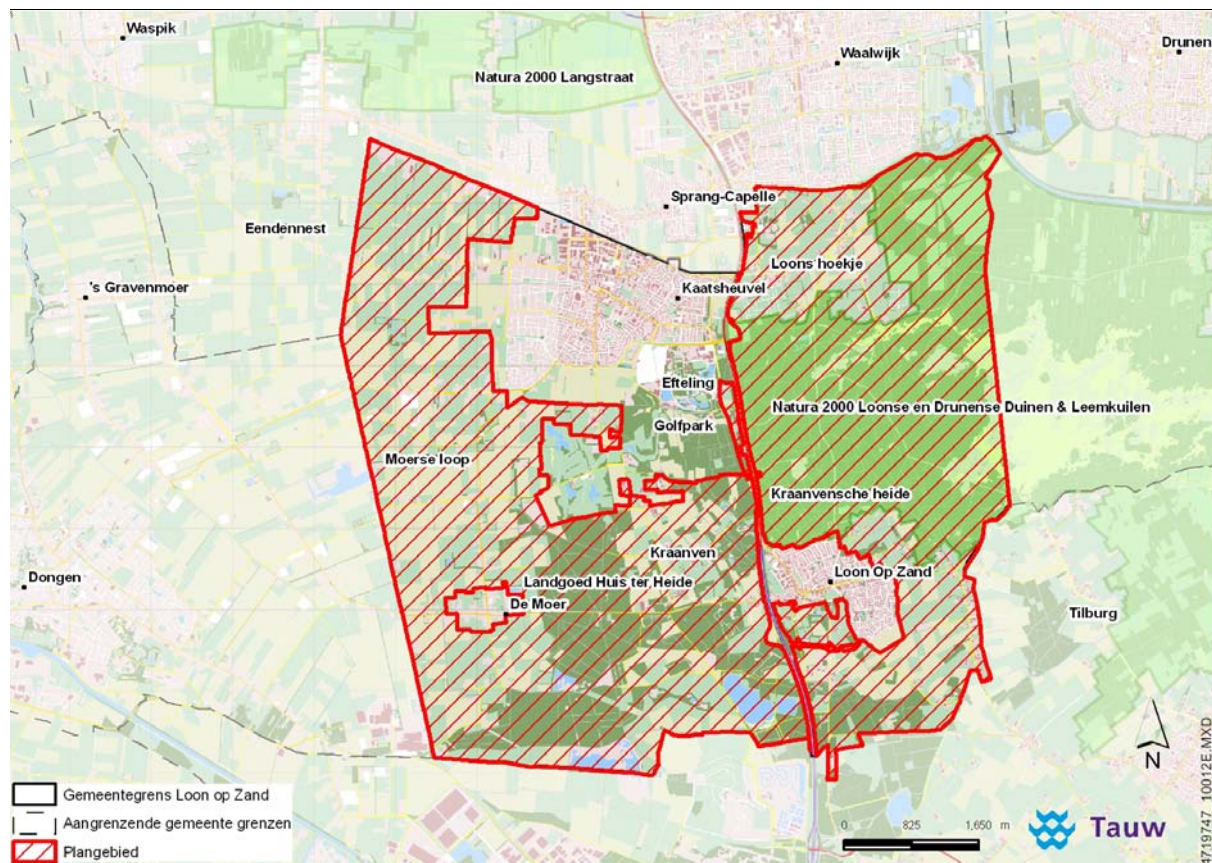 Waspik
Waalwijk
Drunen
Natura 2000 Langstraat
Sprang-Capelle
Eendennest
Loons hoekje
's Gravenmoer
Kaatsheuvel
Efteling
Natura 2000 Loonse en Drunense Duinen & Leemkuilen
Golfpark
Moerse loop
Kraanvensche heide
Kraanven
Loon Op Zand
Dongen
Landgoed Huis ter Heide
De Moer
Tilburg
N
Gemeentegrens Loon op Zand
Aangrenzende gemeente grenzen
Plangebied
0 825 1,650 m
Tauw
4719747 10012E.MXD